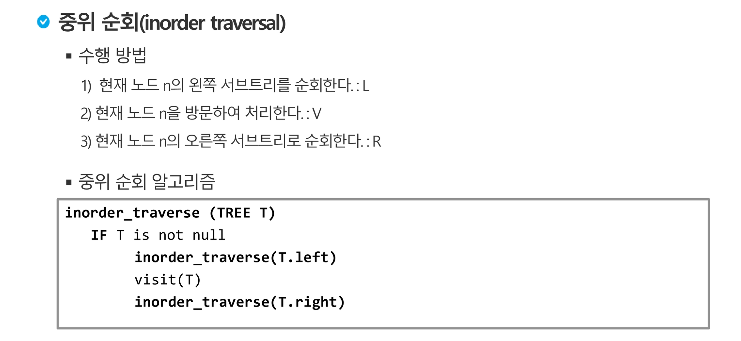 중위 순회(inorder traversal)
▪ 수행 방법
1) 현재 노드 n의 왼쪽 서브트리를 순회한다. : L
2) 현재 노드 n을 방문하여 처리한다. : V
3) 현재 노드 n의 오른쪽 서브트리로 순회한다. : R
▪ 중위 순회 알고리즘
inorder_traverse (TREE T)
IF T is not null
inorder_traverse(T.left)
visit(T)
inorder_traverse(T.right)